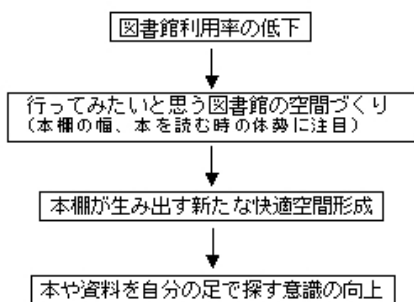 図書館利用率の低下
行ってみたいと思う図書館の空間づくり
（本棚の幅、本を読む時の体勢に注目）
本棚が生み出す新たな快適空間形成
本や資料を自分の足で探す意識の向上